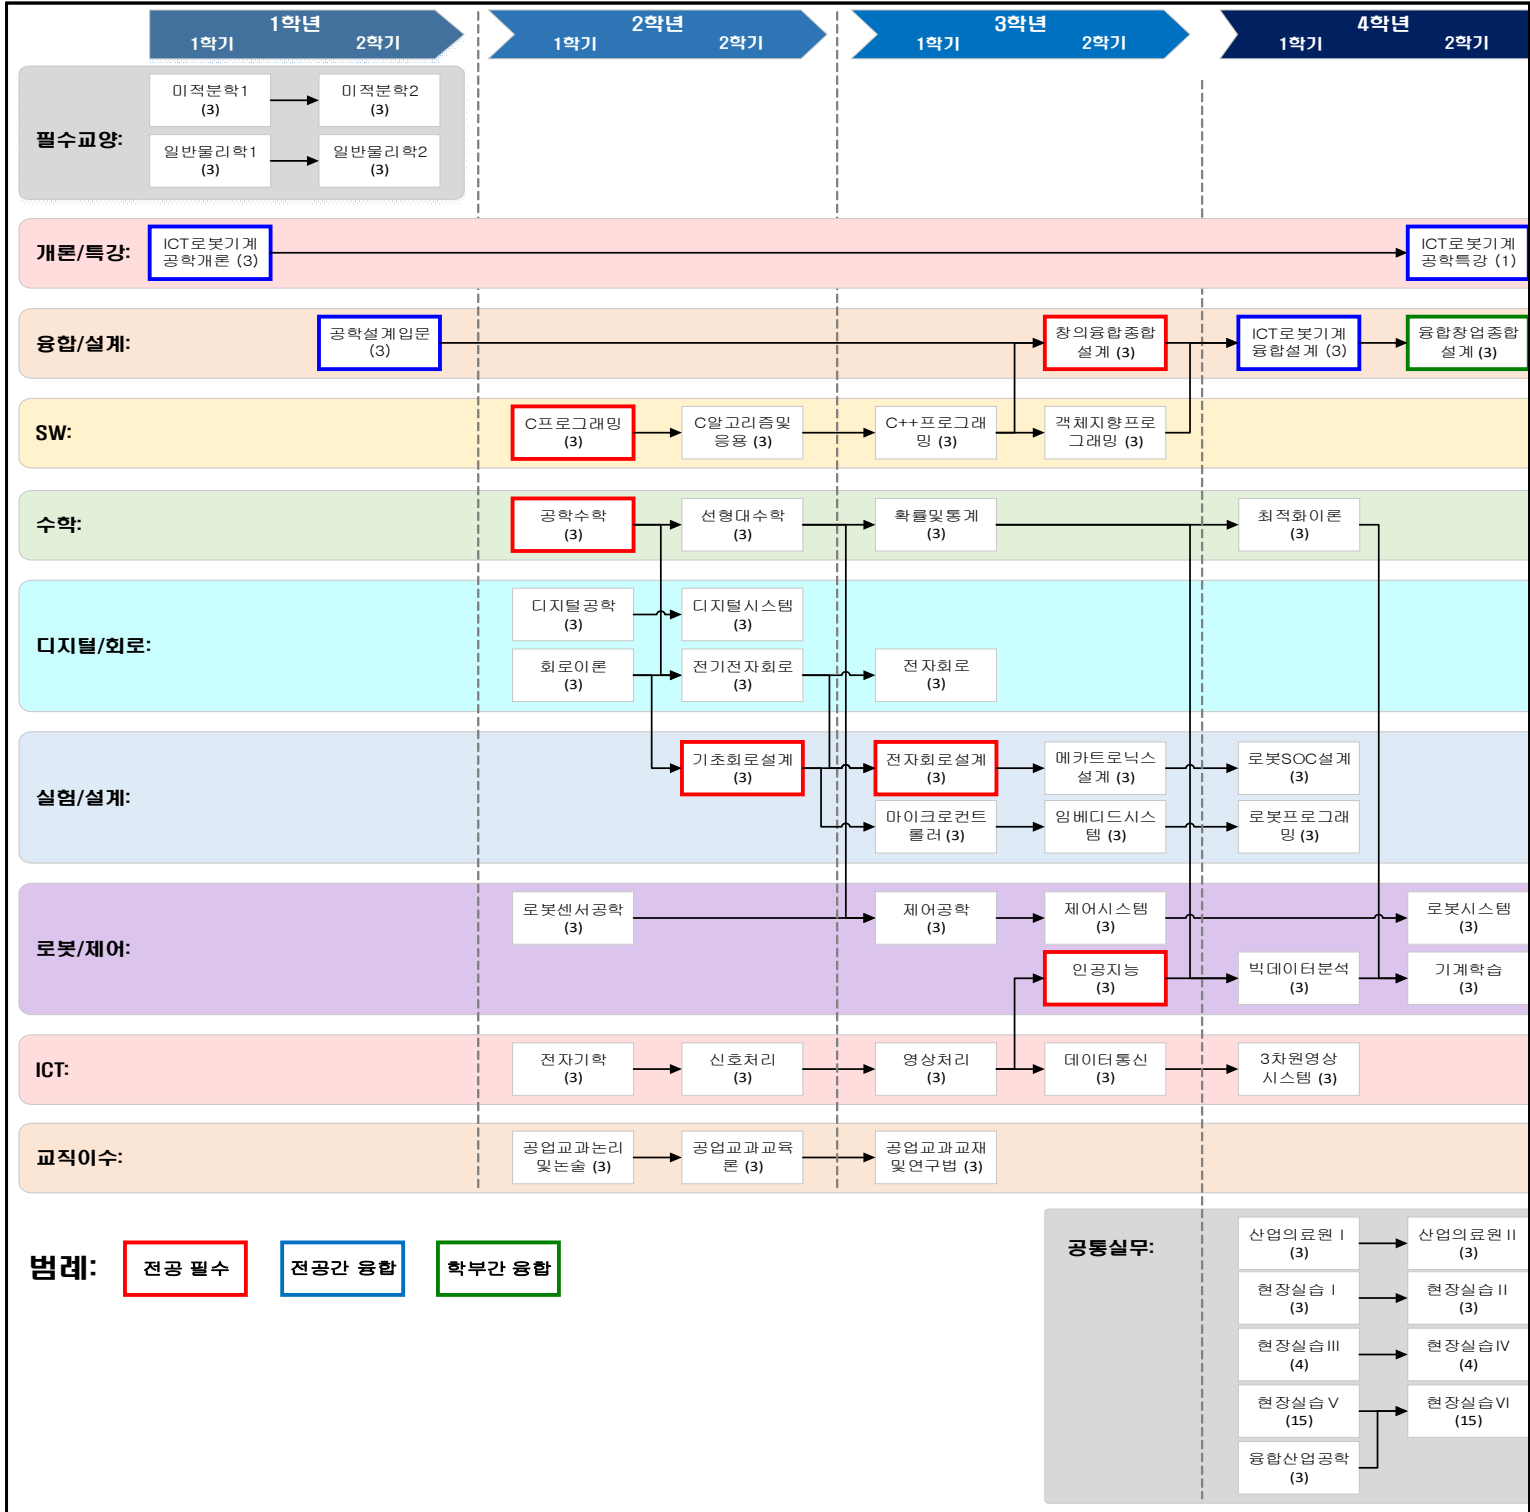 1학년
1학기
2학기
2학년
1학기
2학기
3학년
1학기
2학기
4학년
1학기
2학기
필수교양:
미적분학1
(3)
미적분학2
(3)
일반물리학1
(3)
일반물리학2
(3)
개론/특강:
ICT로봇기계
공학개론 (3)
ICT로봇기계
공학특강 (1)
융합/설계:
공학설계입문
(3)
창의융합종합
설계 (3)
ICT로봇기계
융합설계 (3)
융합창업종합
설계 (3)
SW:
C프로그래밍
(3)
C알고리즘및
응용 (3)
C++프로그래
밍 (3)
객체지향프로
그래밍 (3)
수학:
공학수학
(3)
선형대수학
(3)
확률및통계
(3)
최적화이론
(3)
디지털/회로:
디지털공학
(3)
디지털시스템
(3)
회로이론
(3)
전기전자회로
(3)
전자회로
(3)
실험/설계:
기초회로설계
(3)
전자회로설계
(3)
메카트로닉스
설계 (3)
로봇SOC설계
(3)
마이크로컨트
롤러 (3)
임베디드시스
템 (3)
로봇프로그래
밍 (3)
로봇/제어:
로봇센서공학
(3)
제어공학
(3)
제어시스템
(3)
로봇시스템
(3)
인공지능
(3)
빅데이터분석
(3)
기계학습
(3)
ICT:
전자기학
(3)
신호처리
(3)
영상처리
(3)
데이터통신
(3)
3차원영상
시스템 (3)
교직이수:
공업교과논리
및논술 (3)
공업교과교육
론 (3)
공업교과교재
및연구법 (3)
범례:
전공 필수
전공간 융합
학부간 융합
공통실무:
산업의료원 I
(3)
산업의료원 II
(3)
현장실습 I
(3)
현장실습 II
(3)
현장실습III
(4)
현장실습IV
(4)
현장실습 V
(15)
현장실습VI
(15)
융합산업공학
(3)